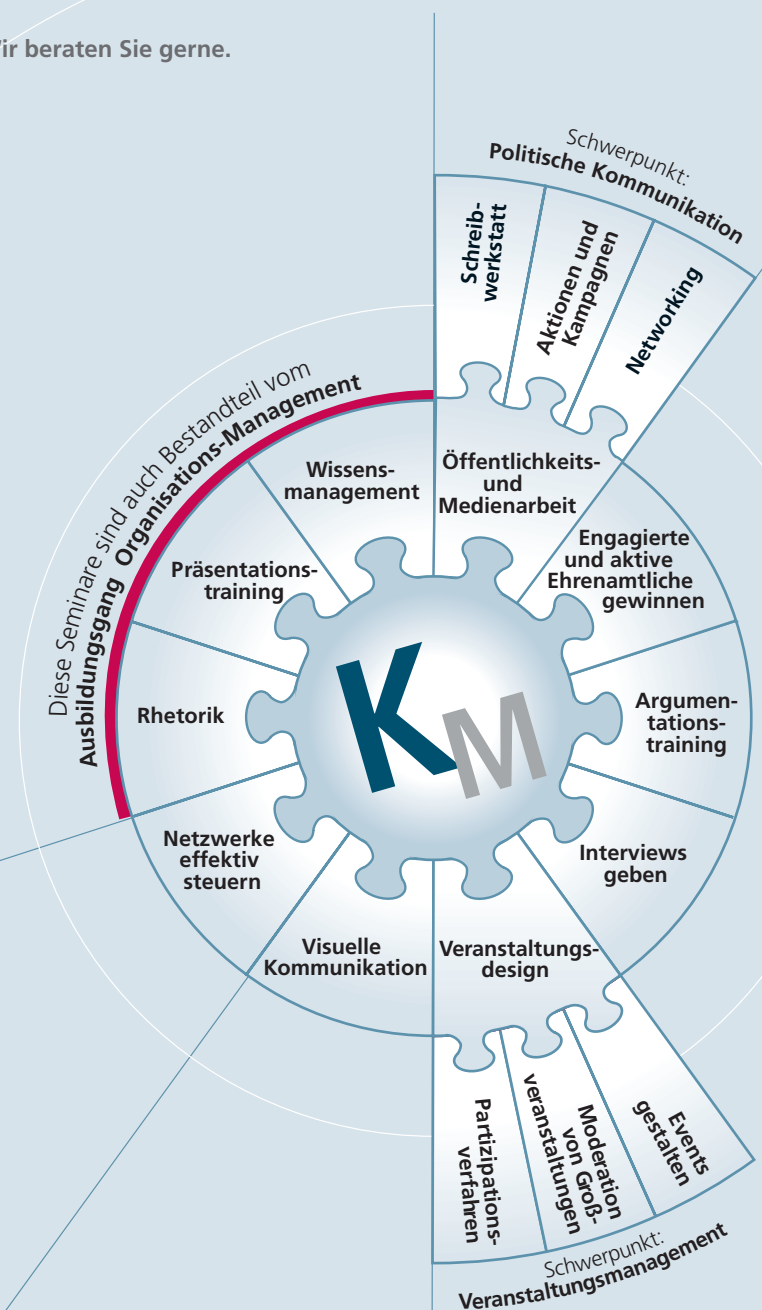 ir beraten Sie gerne.
Schwerpunkt:
Politische Kommunikation
Schreib-
werkstatt
Aktionen und
Kampagnen
Networking
Diese Seminare sind auch Bestandteil vom
Ausbildungsgang Organisations-Management
Wissens-
management
Öffentlichkeits-
und
Medienarbeit
Engagierte
und aktive
Ehrenamtliche
gewinnen
Präsentations-
training
Rhetorik
KM
Argumen-
tations-
training
Netzwerke
effektiv
steuern
Interviews
geben
Visuelle
Kommunikation
Veranstaltungs-
design
Partizipations-
verfahren
Moderation
von Groß-
veranstaltungen
Events
gestalten
Schwerpunkt:
Veranstaltungsmanagement